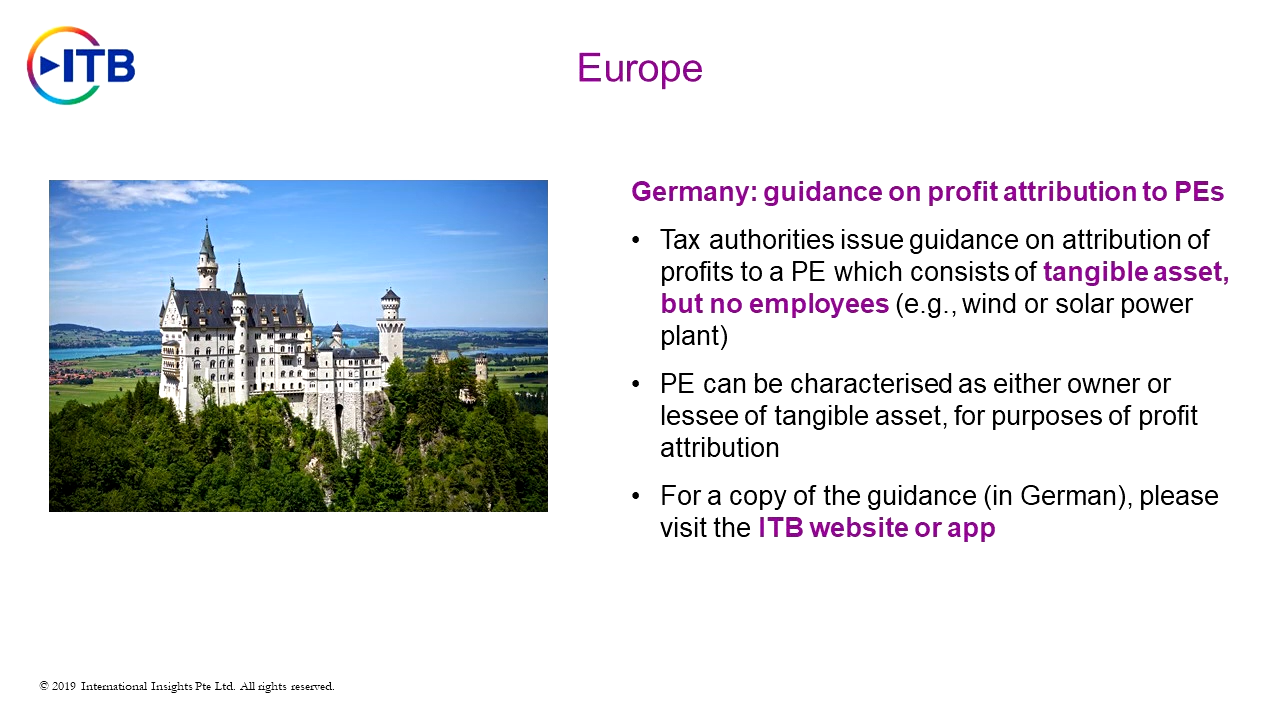 ITB
Europe
Germany: guidance on profit attribution to PEs
• Tax authorities issue guidance on attribution of
profits to a PE which consists of tangible asset,
but no employees (e.g., wind or solar power
plant)
• PE can be characterised as either owner or
lessee of tangible asset, for purposes of profit
attribution
• For a copy of the guidance (in German), please
visit the ITB website or app
© 2019 International Insights Pte Ltd. All rights reserved.